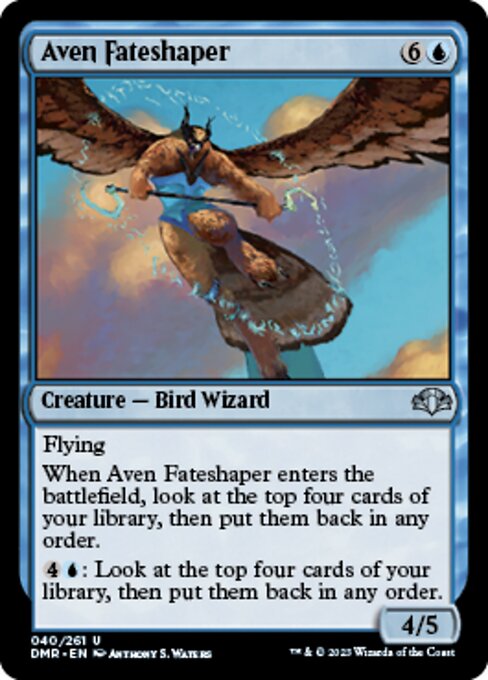 Aven Fateshaper 6
Creature — Bird Wizard
Flying
When Aven Fateshaper enters the
battlefield, look at the top four cards of
your library, then put them back in any
order.
4 : Look at the top four cards of your
library, then put them back in any order.
4/5
040/261 U
DMR • EN Anthony S. Waters
™ & © 2023 Wizards of the Coast